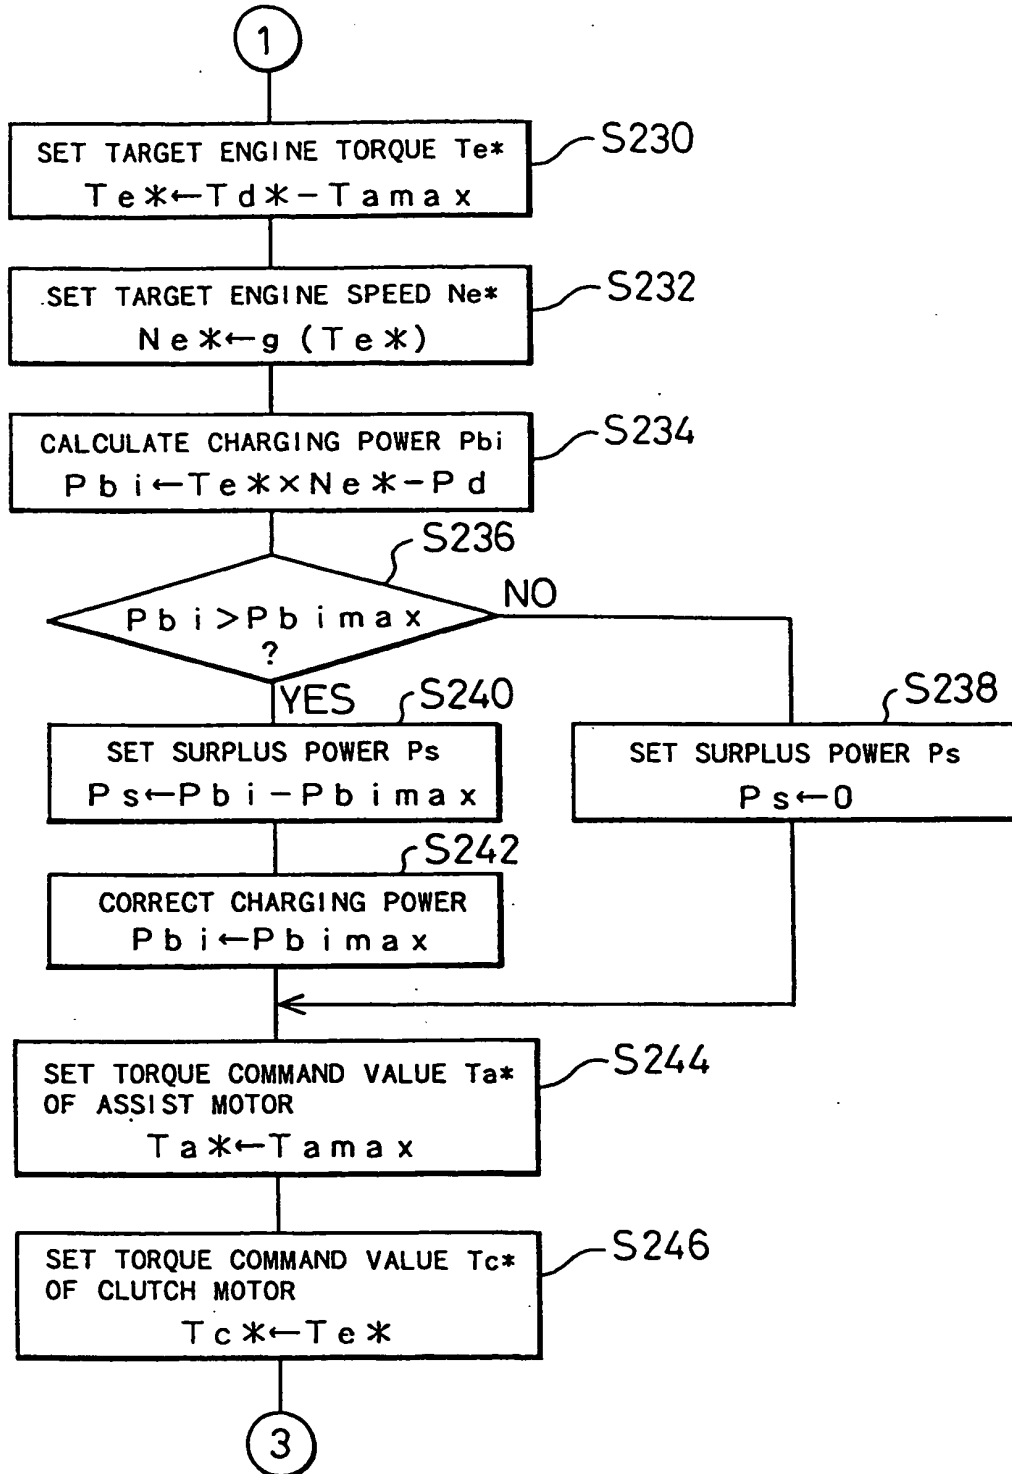 1
SET TARGET ENGINE TORQUE Te*
Te*←Td*-Tamax
S230
SET TARGET ENGINE SPEED Ne*
Ne*←g (Te*)
S232
CALCULATE CHARGING POWER Pbi
Pbi←Te*×Ne*-Pd
S234
S236
Pbi>Pbimax
?
NO
YES
S240
SET SURPLUS POWER Ps
Ps←Pbi-Pbimax
S238
SET SURPLUS POWER Ps
Ps←0
S242
CORRECT CHARGING POWER
Pbi←Pbimax
SET TORQUE COMMAND VALUE Ta*
OF ASSIST MOTOR
Ta*←Tamax
S244
SET TORQUE COMMAND VALUE Tc*
OF CLUTCH MOTOR
Tc*←Te*
S246
3